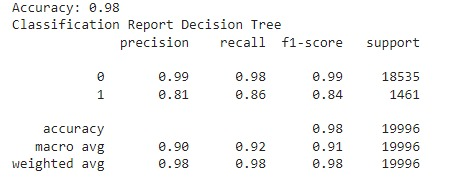 Accuracy: 0.98
Classification Report Decision Tree
precision recall f1-score support
0 0.99 0.98 0.99 18535
1 0.81 0.86 0.84 1461
accuracy 0.98 19996
macro avg 0.90 0.92 0.91 19996
weighted avg 0.98 0.98 0.98 19996